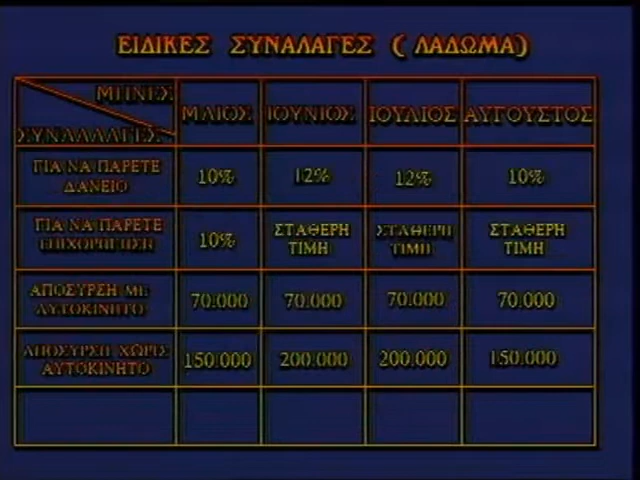 ΕΙΔΙΚΕΣ ΣΥΝΑΛΑΓΕΣ ( ΛΑΔΩΜΑ)
ΜΗΝΕΣ
ΣΥΝΑΛΛΑΓΕΣ
ΜΑΙΟΣ ΙΟΥΝΙΟΣ ΙΟΥΛΙΟΣ ΑΥΓΟΥΣΤΟΣ
ΓΙΑ ΝΑ ΠΑΡΕΤΕ
ΔΑΝΕΙΟ
10% 12% 12% 10%
ΓΙΑ ΝΑ ΠΑΡΕΤΕ
ΕΠΙΧΟΡΗΓΗΣΗ
10% ΣΤΑΘΕΡΗ ΣΤΑΘΕΡΗ ΣΤΑΘΕΡΗ
ΤΙΜΗ ΤΙΜΗ ΤΙΜΗ
ΑΠΟΣΥΡΣΗ ΜΕ
ΑΥΤΟΚΙΝΗΤΟ
70.000 70.000 70.000 70.000
ΑΠΟΣΥΡΣΗ ΧΩΡΙΣ
ΑΥΤΟΚΙΝΗΤΟ
150.000 200.000 200.000 150.000